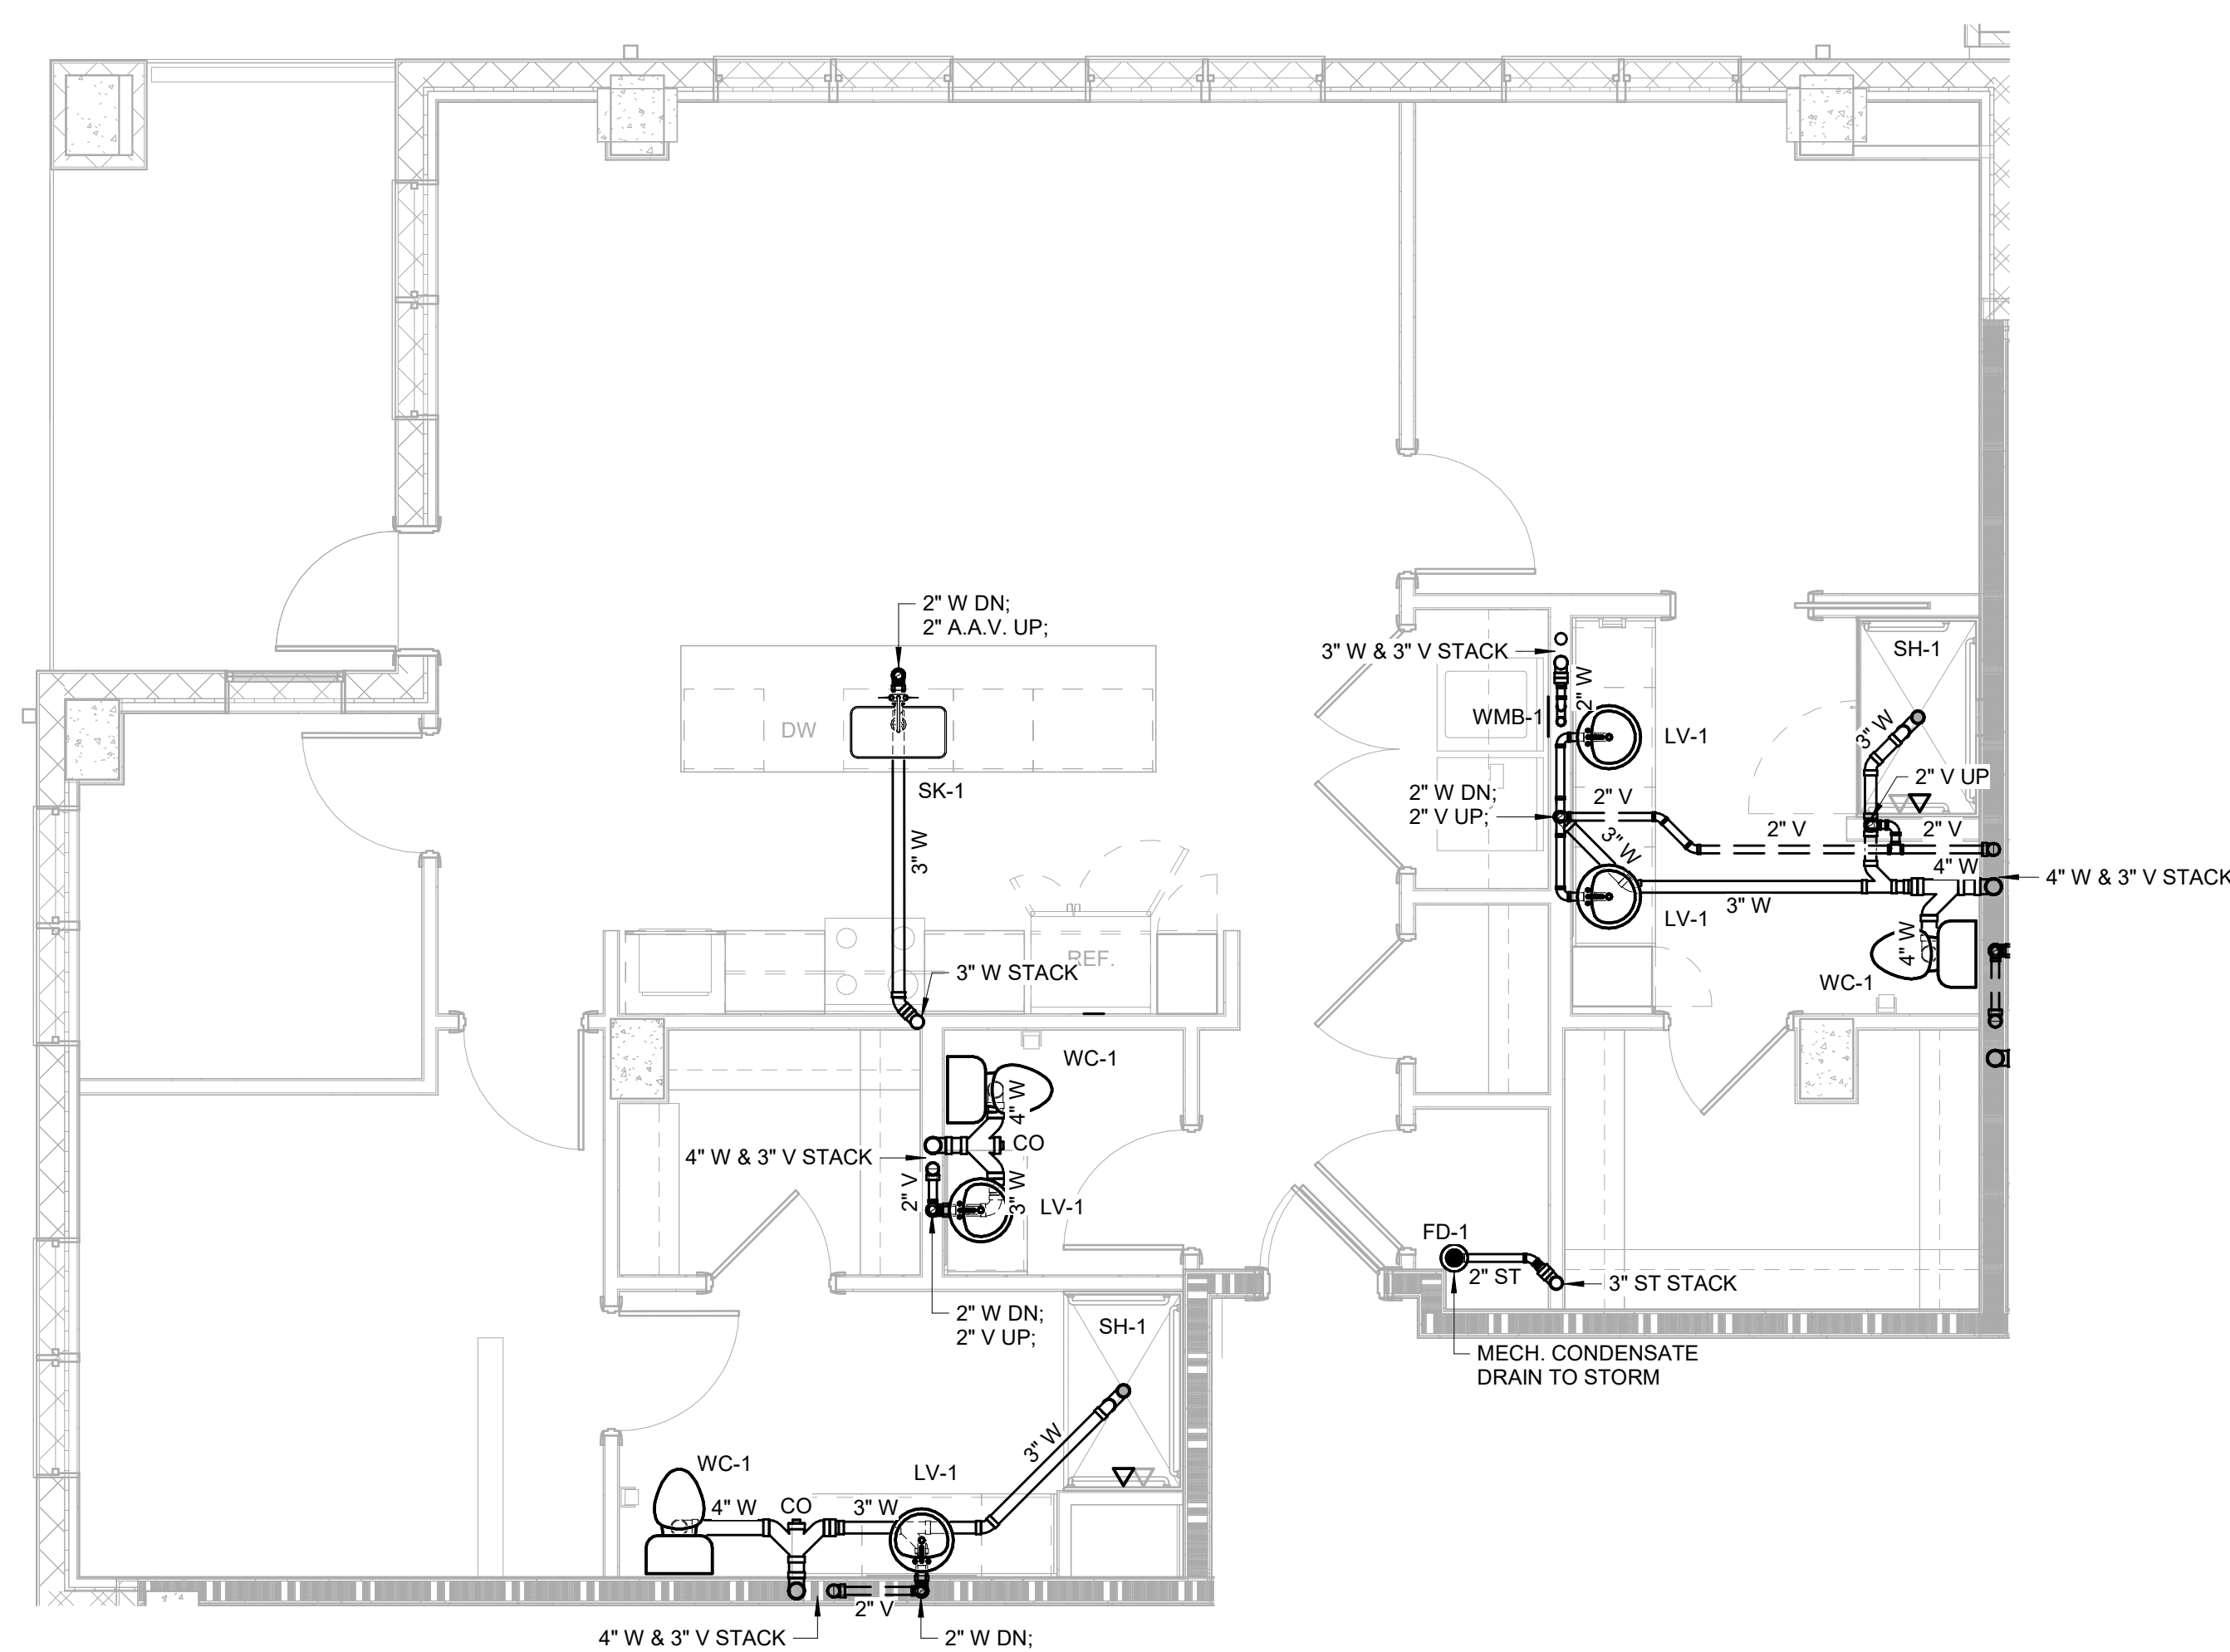 2" W DN;
2" A.A.V. UP;
DW
SK-1
3" W
3" W STACK
REF.
3" W & 3" V STACK
2" W
WMB-1
LV-1
SH-1
3" W
2" V UP
2" W DN;
2" V UP;
2" V
3" W
2" V
2" V
4" W
4" W & 3" V STACK
3" W
LV-1
4" W
WC-1
WC-1
4" W
CO
4" W & 3" V STACK
2" V
3" W
LV-1
2" W DN;
2" V UP;
FD-1
2" ST
3" ST STACK
MECH. CONDENSATE
DRAIN TO STORM
SH-1
3" W
WC-1
LV-1
4" W
CO
3" W
2" V
4" W & 3" V STACK
2" W DN;